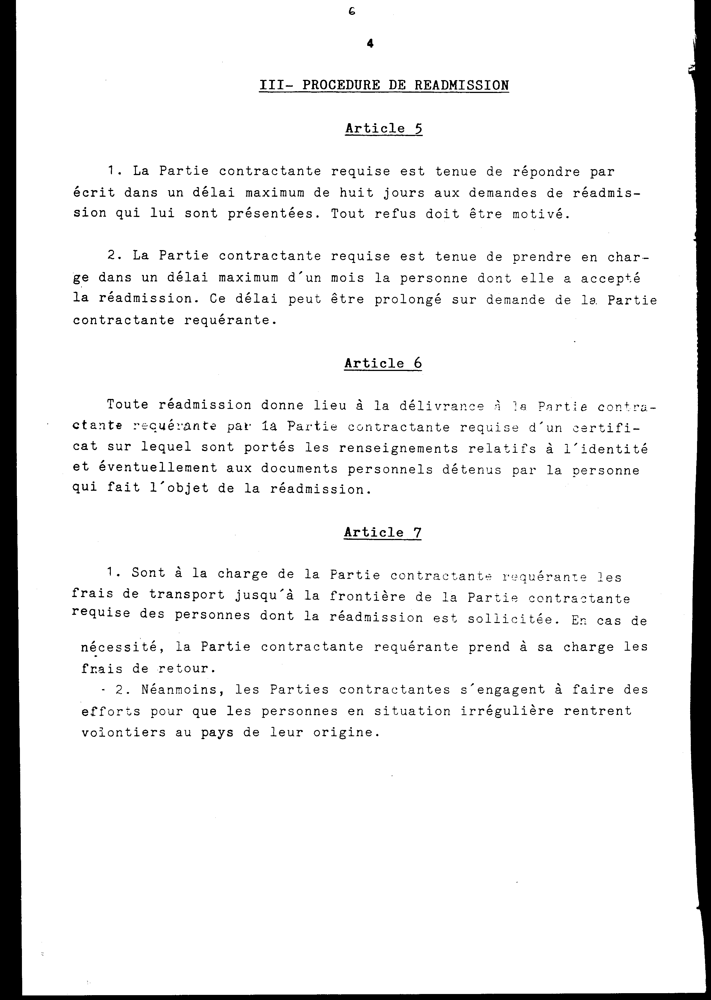 6
4
III- PROCEDURE DE READMISSION
Article 5
1. La Partie contractante requise est tenue de répondre par
écrit dans un délai maximum de huit jours aux demandes de réadmis-
sion qui lui sont présentées. Tout refus doit être motivé.
2. La Partie contractante requise est tenue de prendre en char-
ge dans un délai maximum d'un mois la personne dont elle a accepté
la réadmission. Ce délai peut être prolongé sur demande de la Partie
contractante requérante.
Article 6
Toute réadmission donne lieu à la délivrance à la Partie contra-
ctante requérante par la Partie contractante requise d'un certifi-
cat sur lequel sont portés les renseignements relatifs à l'identité
et éventuellement aux documents personnels détenus par la personne
qui fait l'objet de la réadmission.
Article 7
1. Sont à la charge de la Partie contractante requérante les
frais de transport jusqu'à la frontière de la Partie contractante
requise des personnes dont la réadmission est sollicitée. En cas de
nécessité, la Partie contractante requérante prend à sa charge les
frais de retour.
- 2. Néanmoins, les Parties contractantes s'engagent à faire des
efforts pour que les personnes en situation irrégulière rentrent
volontiers au pays de leur origine.